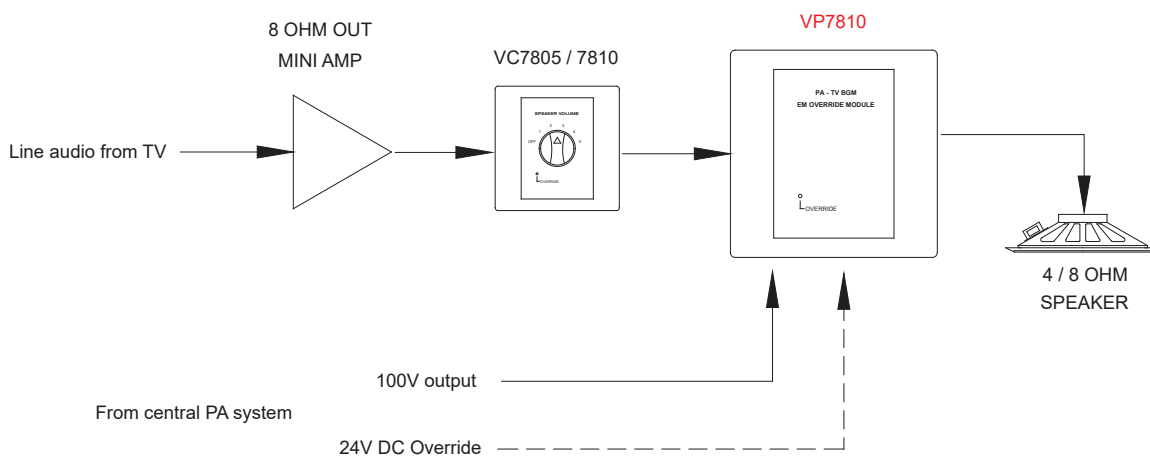 8 OHM OUT
MINI AMP
VC7805 / 7810
VP7810
SPEAKER VOLUME
OFF 1 2 3 4 5
OVERRIDE
PA - TV BGM
EM OVERRIDE MODULE
OVERRIDE
Line audio from TV
4 / 8 OHM
SPEAKER
100V output
From central PA system
24V DC Override